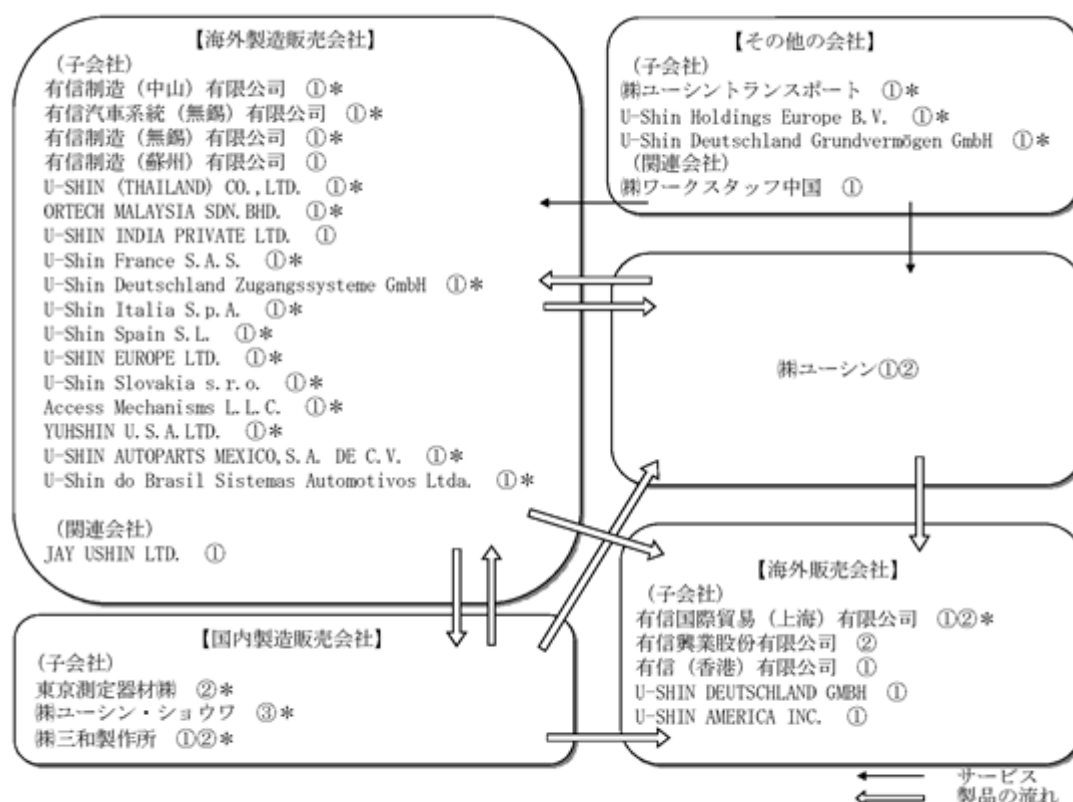 【海外製造販売会社】
(子会社)
有信制造（中山）有限公司 ①*
有信汽車系統（無錫）有限公司 ①*
有信制造（無錫）有限公司 ①*
有信制造（蘇州）有限公司 ①
U-SHIN (THAILAND) CO.,LTD. ①*
ORTECH MALAYSIA SDN.BHD. ①*
U-SHIN INDIA PRIVATE LTD. ①
U-Shin France S.A.S. ①*
U-Shin Deutschland Zugangssysteme GmbH ①*
U-Shin Italia S.p.A. ①*
U-Shin Spain S.L. ①*
U-SHIN EUROPE LTD. ①*
U-Shin Slovakia s.r.o. ①*
Access Mechanisms L.L.C. ①*
YUHSHIN U.S.A.LTD. ①*
U-SHIN AUTOPARTS MEXICO,S.A. DE C.V. ①*
U-Shin do Brasil Sistemas Automotivos Ltda. ①*
(関連会社)
JAY USHIN LTD. ①
【その他の会社】
(子会社)
㈱ユーシントランスポート ①*
U-Shin Holdings Europe B.V. ①*
U-Shin Deutschland Grundvermögen GmbH ①*
(関連会社)
㈱ワークスタッフ中国 ①
㈱ユーシン①②
【国内製造販売会社】
(子会社)
東京測定器材㈱ ②*
㈱ユーシン・ショウワ ③*
㈱三和製作所 ①②*
【海外販売会社】
(子会社)
有信国際貿易（上海）有限公司 ①②*
有信興業股份有限公司 ②
有信（香港）有限公司 ①
U-SHIN DEUTSCHLAND GMBH ①
U-SHIN AMERICA INC. ①
サービス
製品の流れ